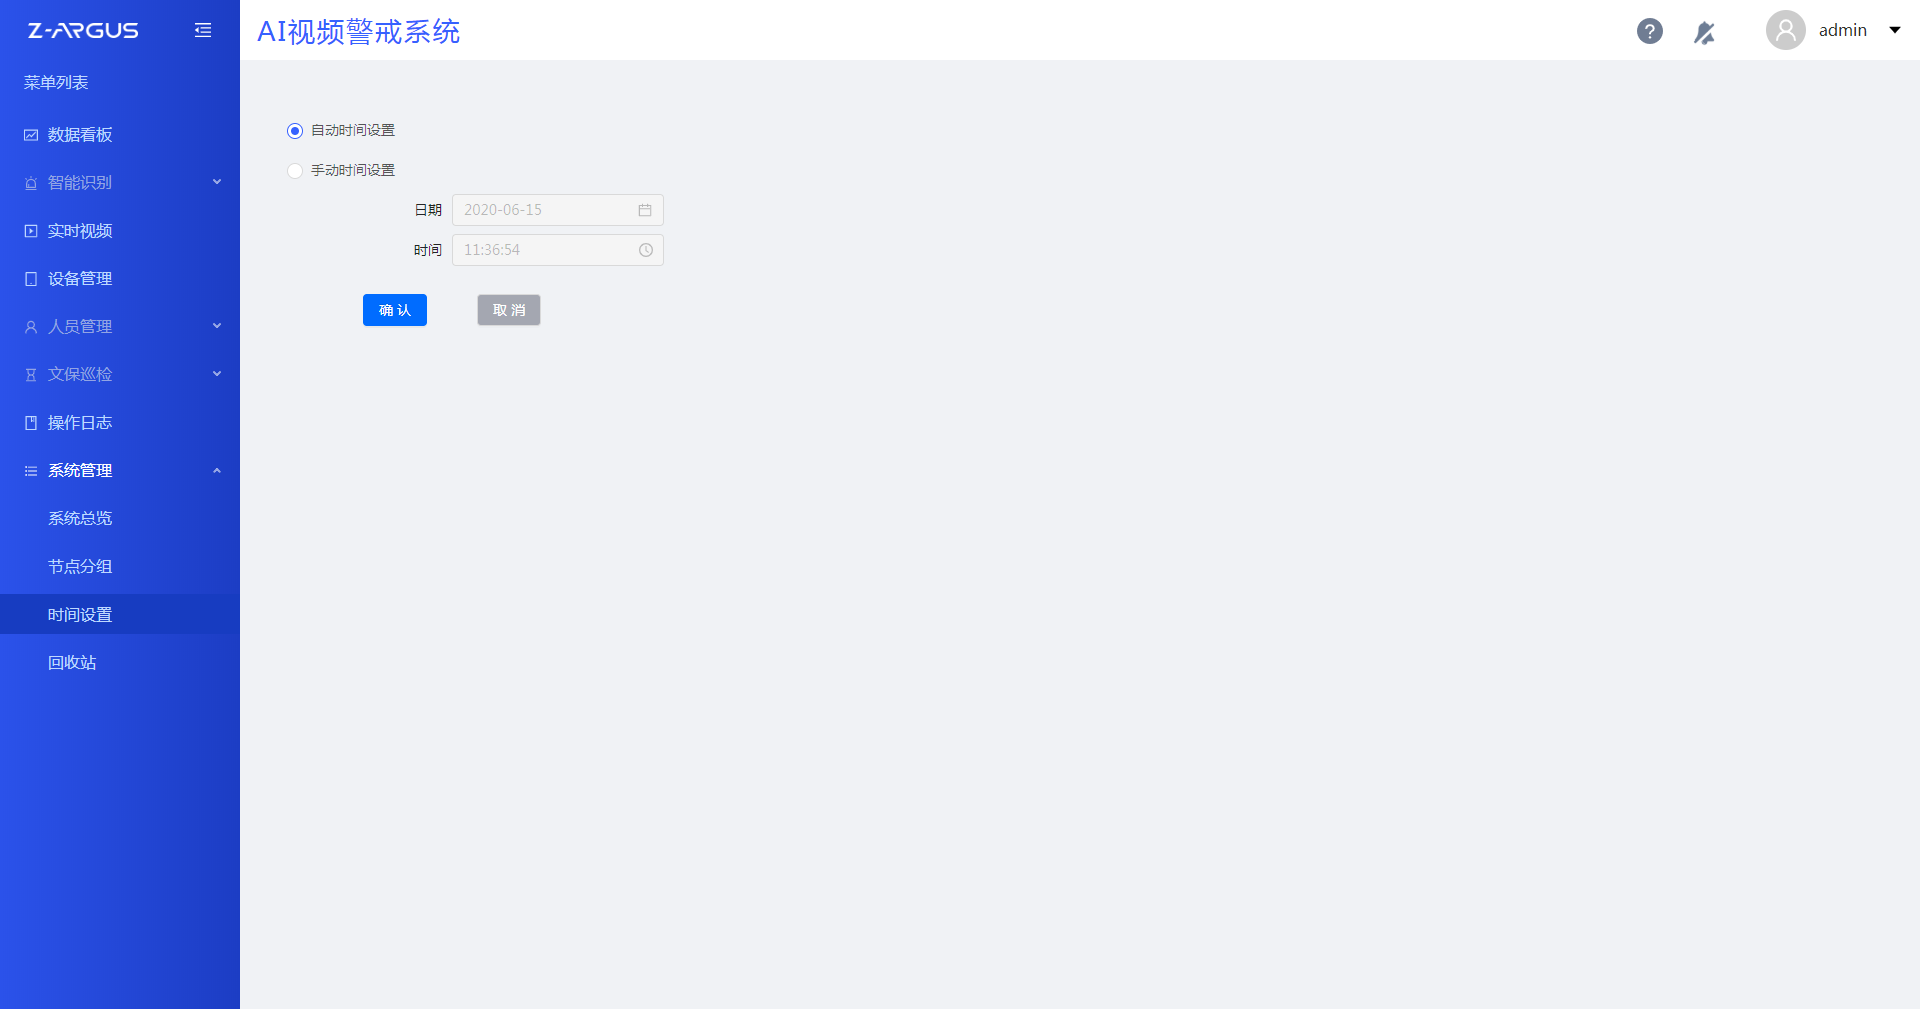 Z-ARGUS
AI视频警戒系统
?
admin
菜单列表
数据看板
智能识别
实时视频
设备管理
人员管理
文保巡检
操作日志
系统管理
系统总览
节点分组
时间设置
回收站
自动时间设置
手动时间设置
日期 2020-06-15
时间 11:36:54
确 认 取 消